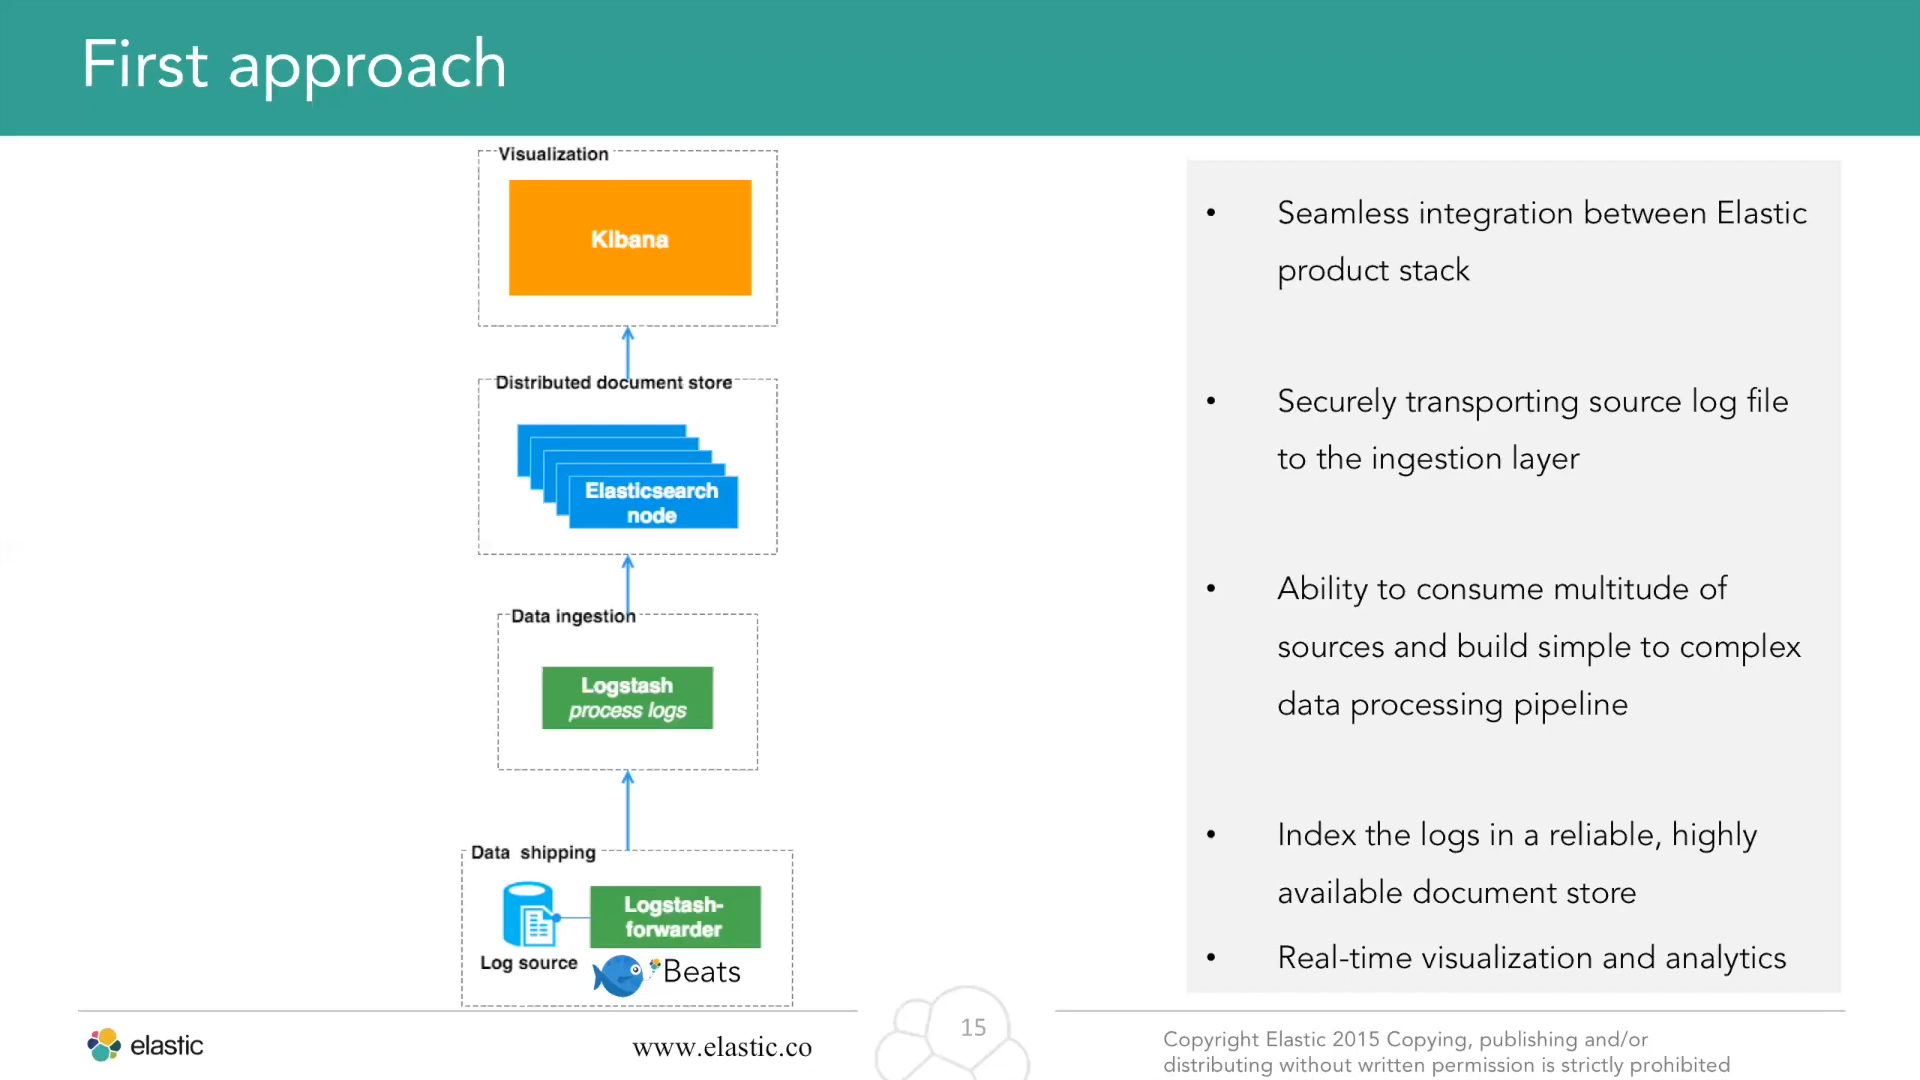 First approach
Visualization
Kibana
Distributed document store
Elasticsearch
node
Data ingestion
Logstash
process logs
Data shipping
Logstash-
forwarder
Log source
Beats
• Seamless integration between Elastic
product stack
• Securely transporting source log file
to the ingestion layer
• Ability to consume multitude of
sources and build simple to complex
data processing pipeline
• Index the logs in a reliable, highly
available document store
• Real-time visualization and analytics
elastic
www.elastic.co
15
Copyright Elastic 2015 Copying, publishing and/or
distributing without written permission is strictly prohibited